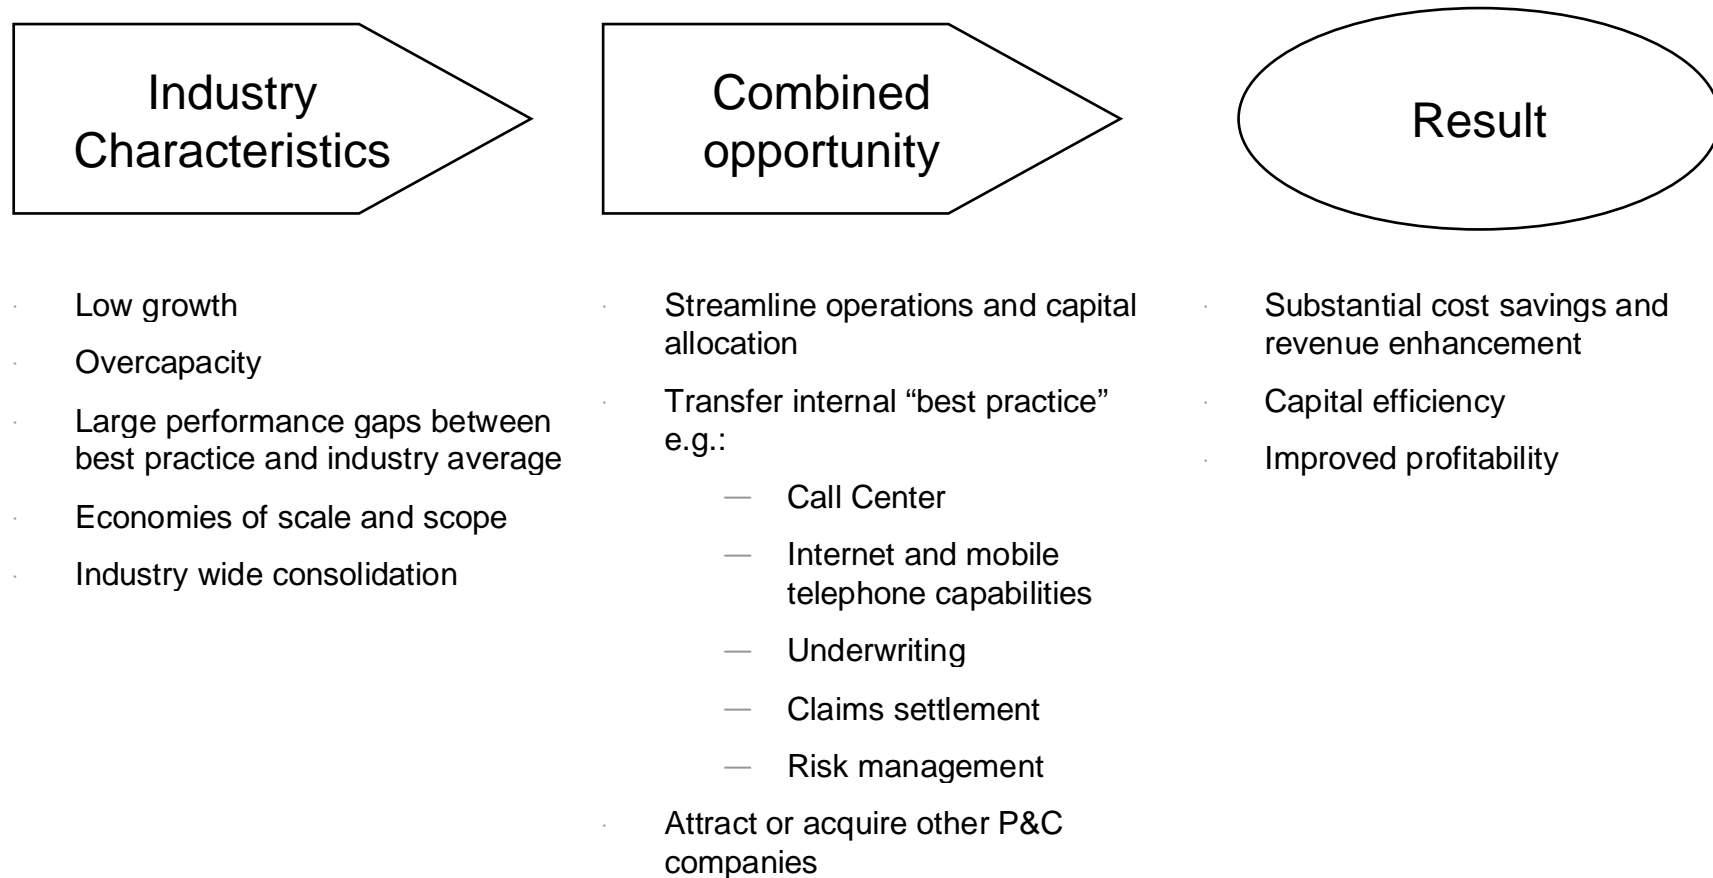 Industry
Characteristics
Combined
opportunity
Result
Low growth
Overcapacity
Large performance gaps between
best practice and industry average
Economies of scale and scope
Industry wide consolidation
Streamline operations and capital
allocation
Transfer internal “best practice”
e.g.:
— Call Center
— Internet and mobile
telephone capabilities
— Underwriting
— Claims settlement
— Risk management
Attract or acquire other P&C
companies
Substantial cost savings and
revenue enhancement
Capital efficiency
Improved profitability